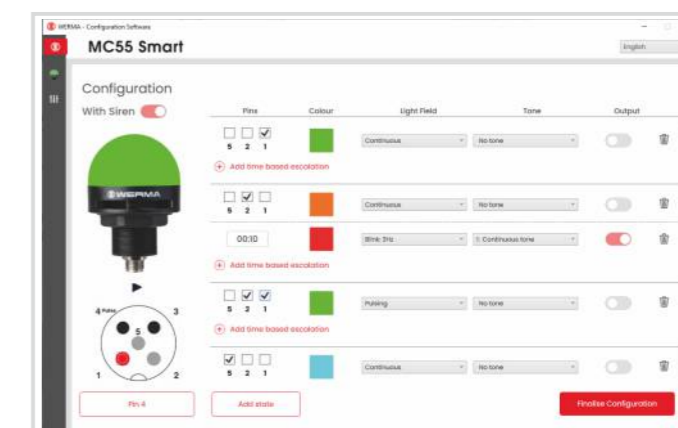 WERMA - Configuration Software
MC55 Smart
English
Configuration
With Siren
Pins Colour Light Field Tone Output
5 2 1
Continuous No tone
Add time based escalation
WERMA
5 2 1
Continuous No tone
00:10
Blink: 2Hz 1: Continuous tone
Add time based escalation
5 2 1
Pulsing No tone
Add time based escalation
4 3
5
1 2
5 2 1
Continuous No tone
Pin 4
Add state
Finalise Configuration